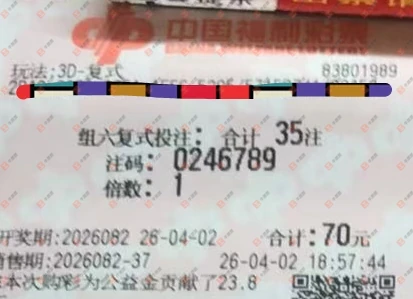 中国福利彩票
玩法:3D-复式 83801989
组六复式投注: 合计 35注
注码: 0246789
倍数: 1
开奖期:2026082 26-04-02 合计:70元
销售期:2026082-37 26-04-02 18:57:44
本次购彩为公益金贡献了23.8